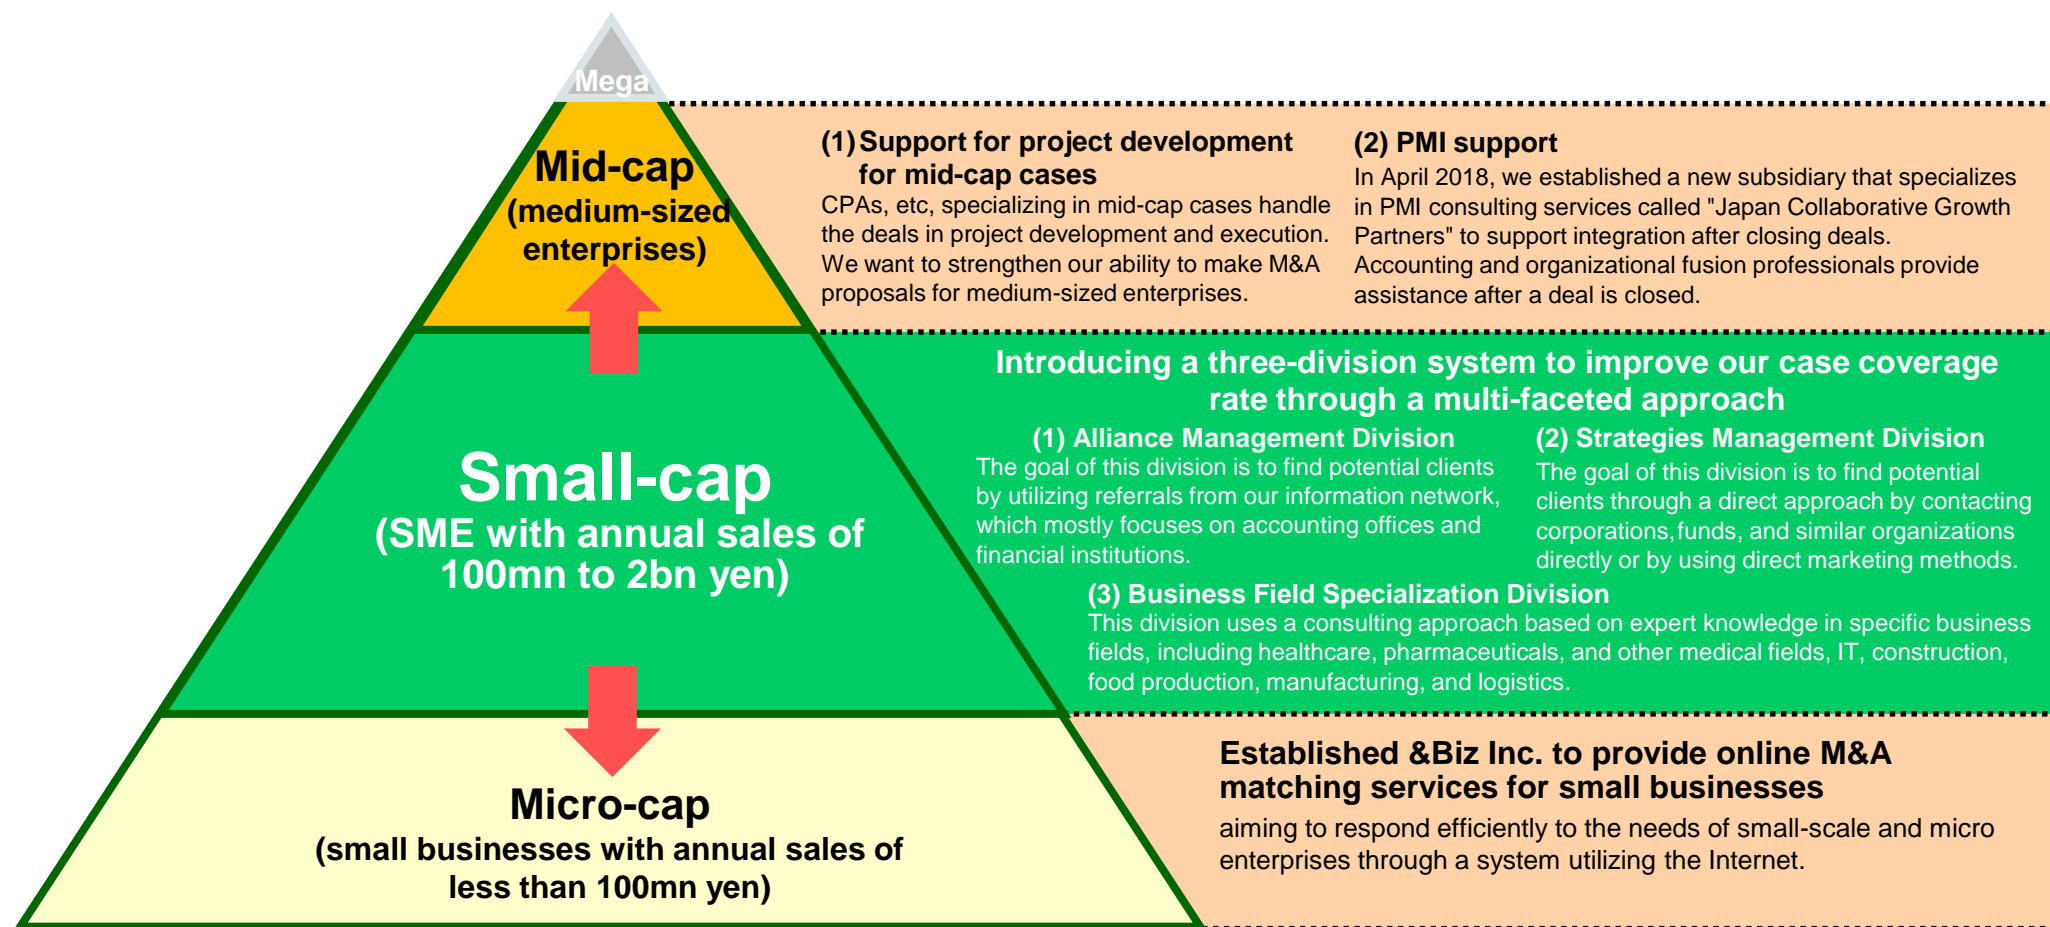 Mega
Mid-cap
(medium-sized
enterprises)
(1) Support for project development
for mid-cap cases
CPAs, etc, specializing in mid-cap cases handle
the deals in project development and execution.
We want to strengthen our ability to make M&A
proposals for medium-sized enterprises.
(2) PMI support
In April 2018, we established a new subsidiary that specializes
in PMI consulting services called "Japan Collaborative Growth
Partners" to support integration after closing deals.
Accounting and organizational fusion professionals provide
assistance after a deal is closed.
Small-cap
(SME with annual sales of
100mn to 2bn yen)
Introducing a three-division system to improve our case coverage
rate through a multi-faceted approach
(1) Alliance Management Division
The goal of this division is to find potential clients
by utilizing referrals from our information network,
which mostly focuses on accounting offices and
financial institutions.
(2) Strategies Management Division
The goal of this division is to find potential
clients through a direct approach by contacting
corporations,funds, and similar organizations
directly or by using direct marketing methods.
(3) Business Field Specialization Division
This division uses a consulting approach based on expert knowledge in specific business
fields, including healthcare, pharmaceuticals, and other medical fields, IT, construction,
food production, manufacturing, and logistics.
Micro-cap
(small businesses with annual sales of
less than 100mn yen)
Established &Biz Inc. to provide online M&A
matching services for small businesses
aiming to respond efficiently to the needs of small-scale and micro
enterprises through a system utilizing the Internet.